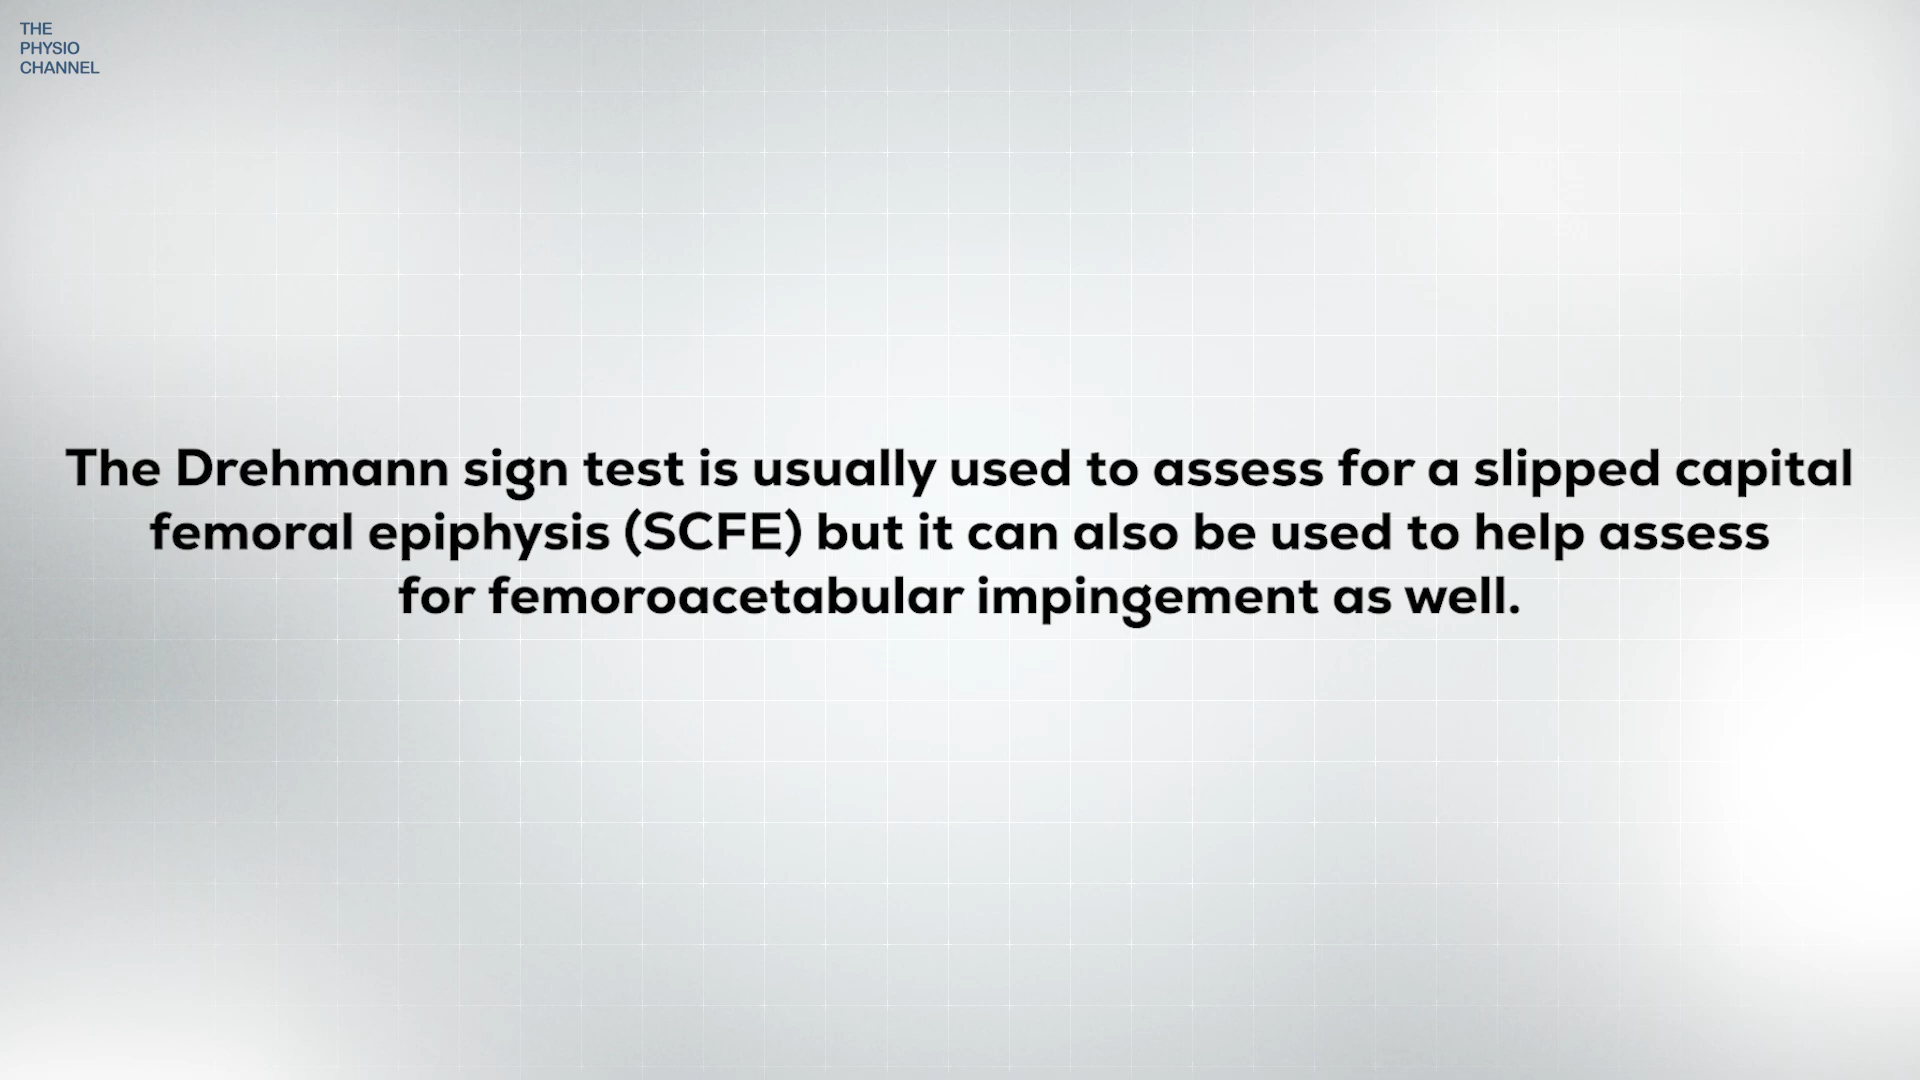 THE
PHYSIO
CHANNEL
The Drehmann sign test is usually used to assess for a slipped capital
femoral epiphysis (SCFE) but it can also be used to help assess
for femoroacetabular impingement as well.